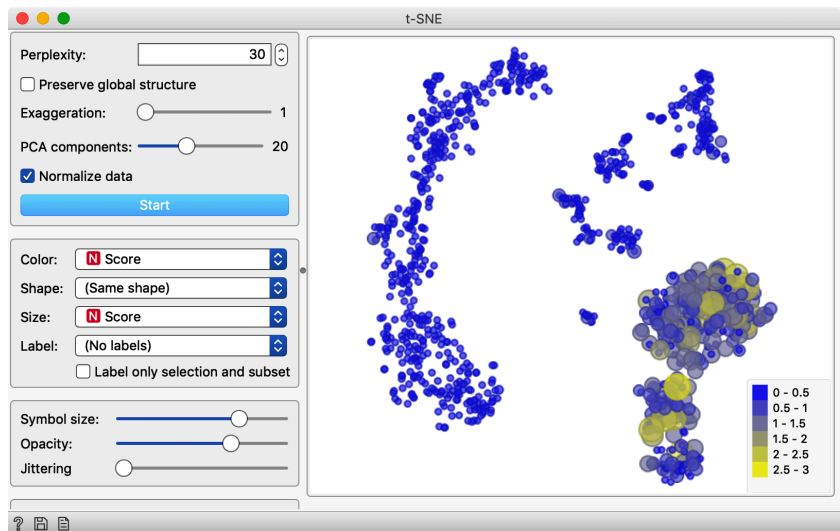 t-SNE
Perplexity: 30
Preserve global structure
Exaggeration: 1
PCA components: 20
Normalize data
Start
Color: N Score
Shape: (Same shape)
Size: N Score
Label: (No labels)
Label only selection and subset
Symbol size:
Opacity:
Jittering
0 - 0.5
0.5 - 1
1 - 1.5
1.5 - 2
2 - 2.5
2.5 - 3
?